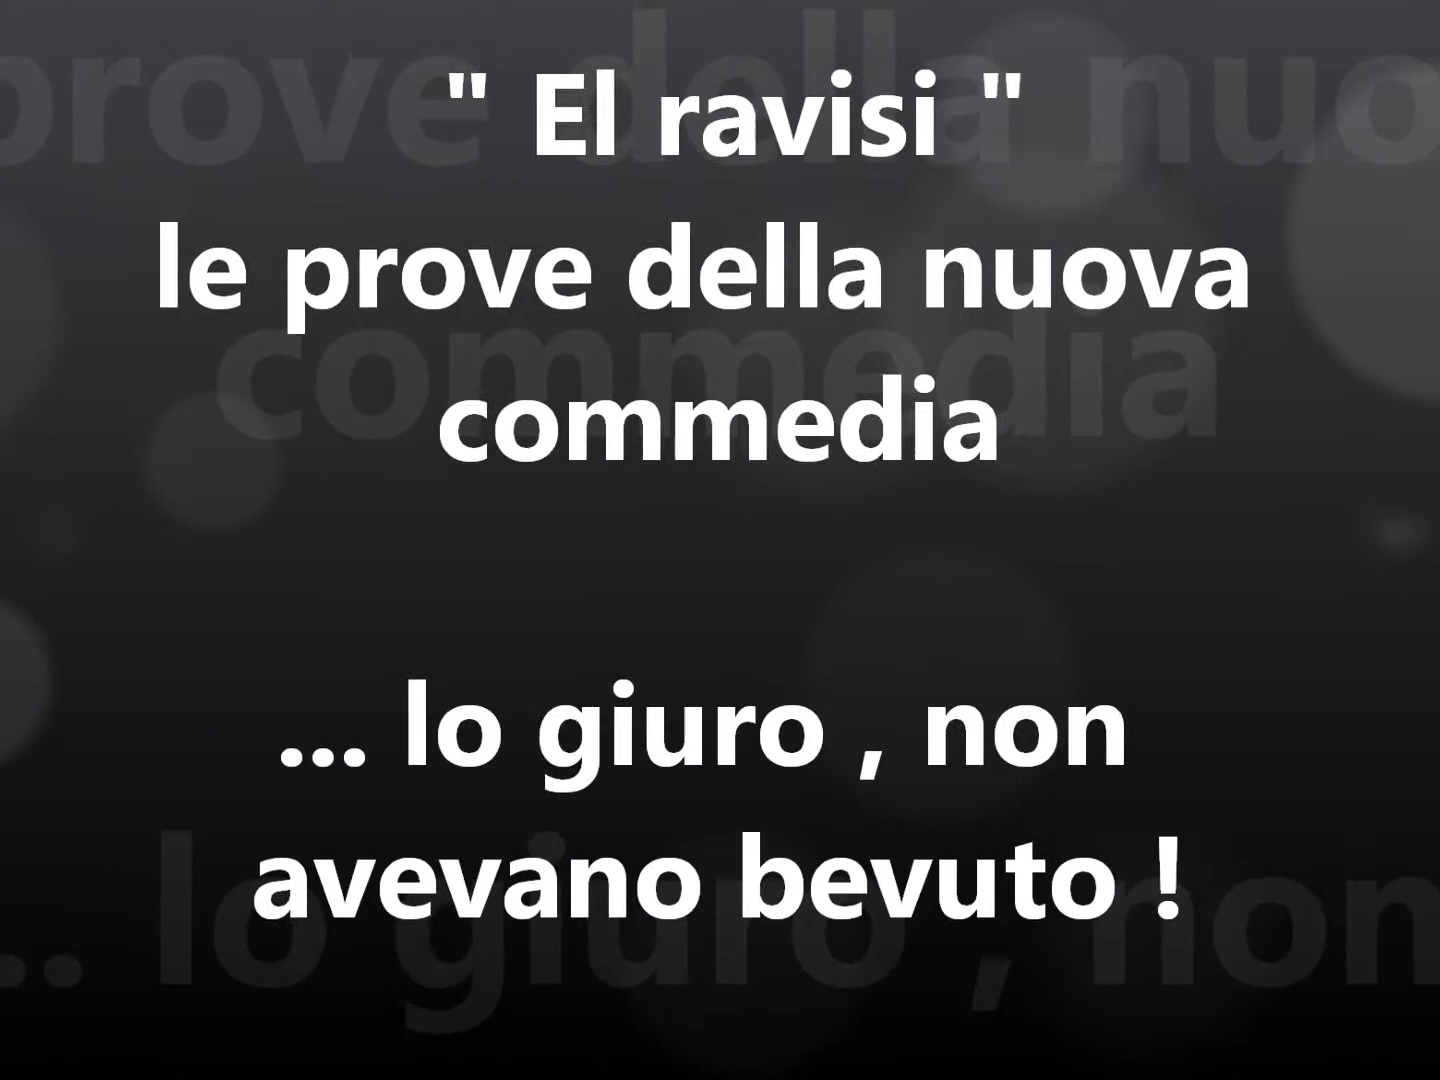 " El ravisi "
le prove della nuova
commedia
... lo giuro , non
avevano bevuto !